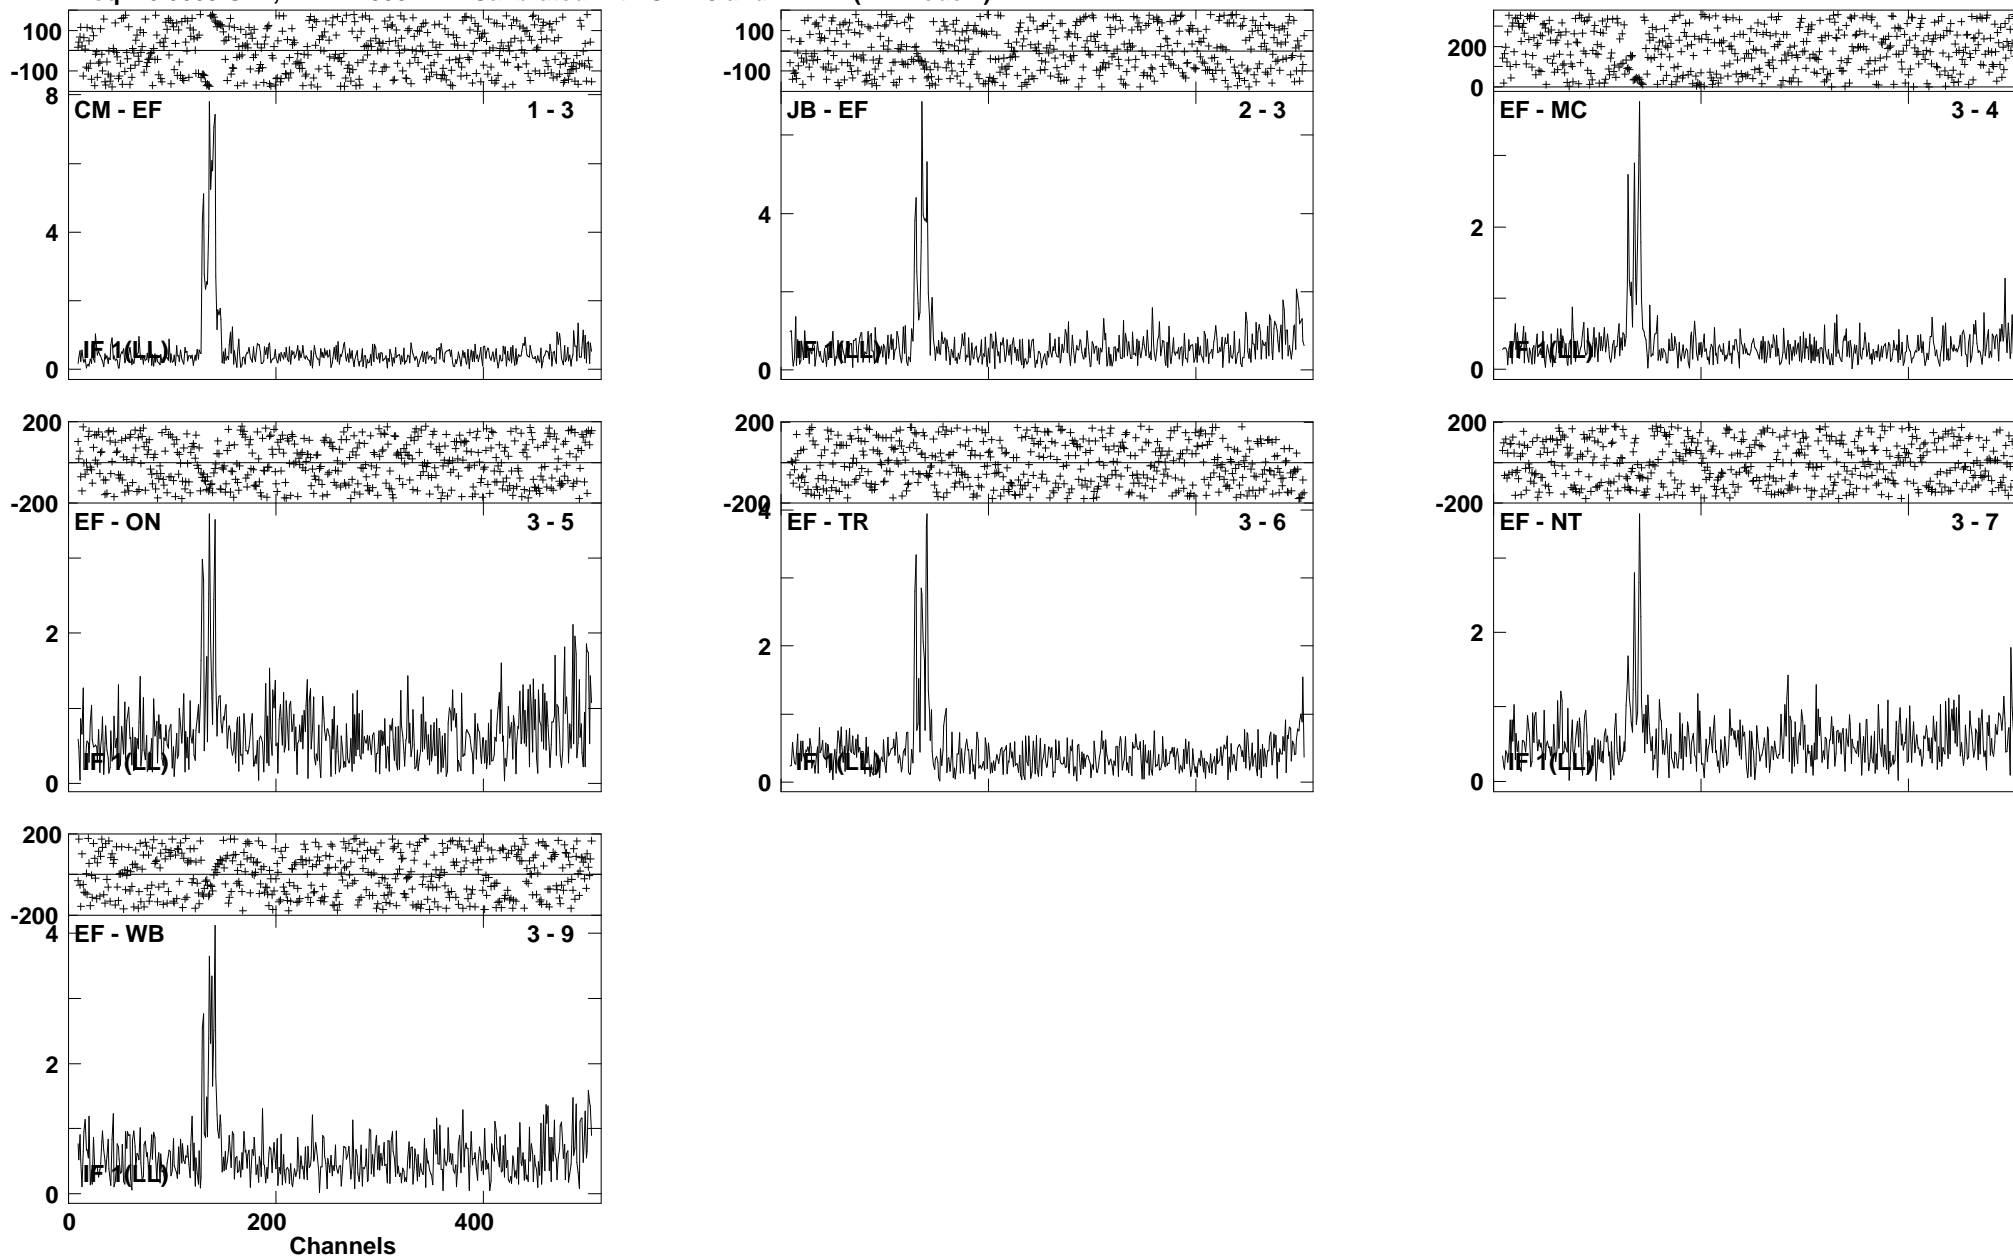 100 100 200
-100 -100 0
8
CM - EF 1 - 3 JB - EF 2 - 3 EF - MC 3 - 4
4 4 2
IF 1(LL) IF 1(LL) IF 1(LL)
0 0 0
200 200 200
-200 -200 -200
4
EF - ON 3 - 5 EF - TR 3 - 6 EF - NT 3 - 7
2 2 2
IF 1(LL) IF 1(LL) IF 1(LL)
0 0 0
200
-200
4
EF - WB 3 - 9
2
IF 1(LL)
0
0 200 400
Channels